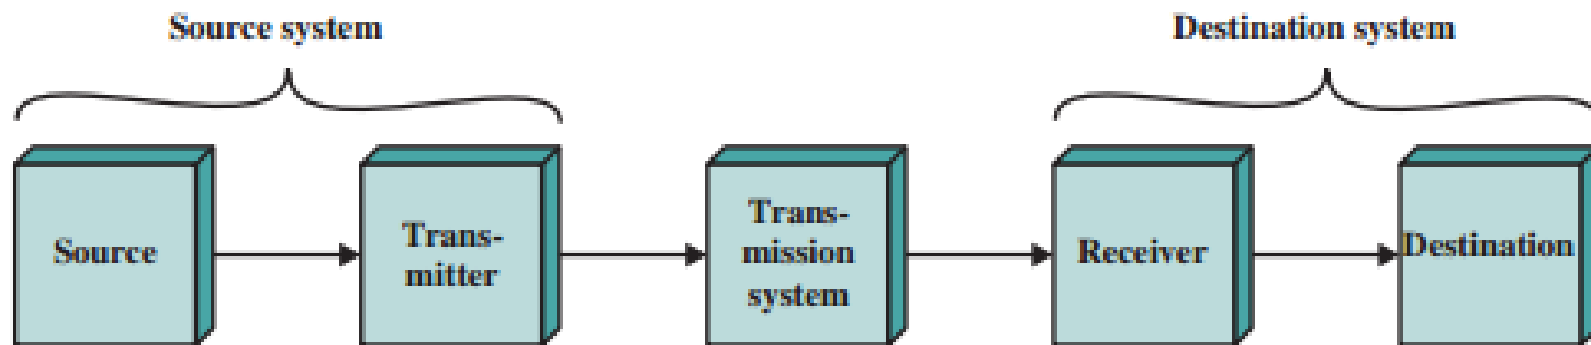 Source system
Destination system
Source
Trans-
mitter
Trans-
mission
system
Receiver
Destination